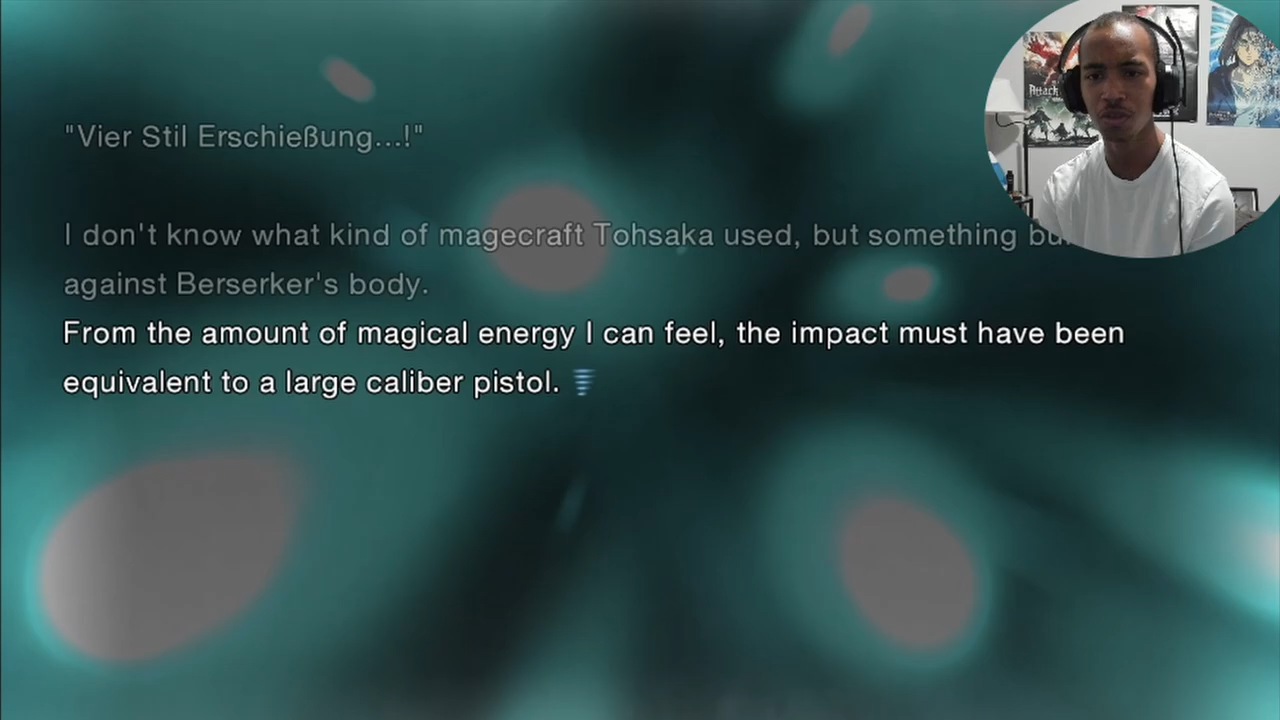 "Vier Stil Erschießung...!"
I don't know what kind of magecraft Tohsaka used, but something
against Berserker's body.
From the amount of magical energy I can feel, the impact must have been
equivalent to a large caliber pistol.
Attack